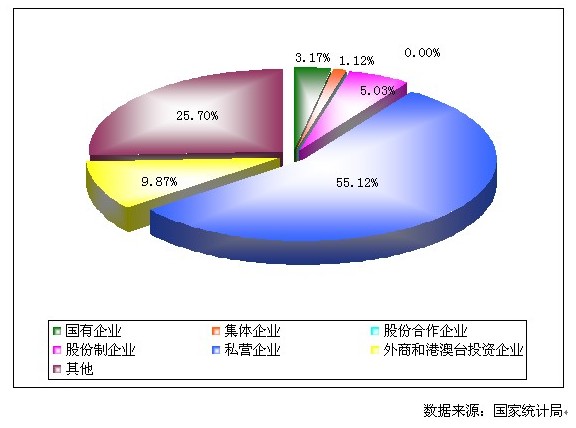 3.17%
1.12%
0.00%
5.03%
25.70%
9.87%
55.12%
国有企业 集体企业 股份合作企业
股份制企业 私营企业 外商和港澳台投资企业
其他
数据来源：国家统计局